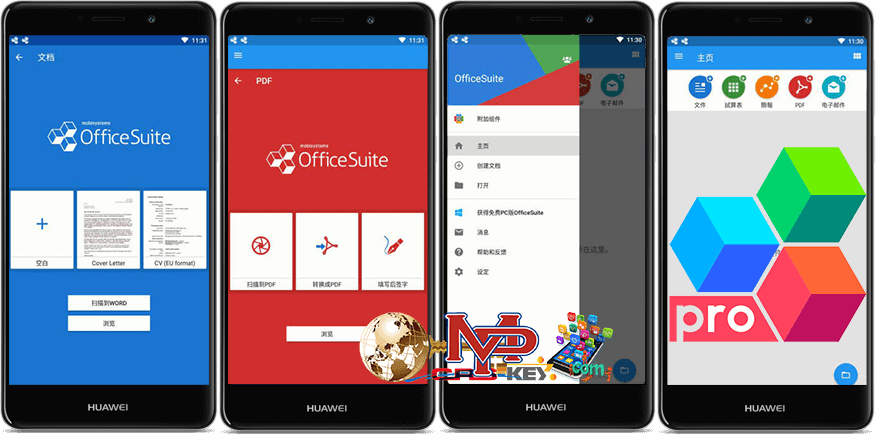 11:31
文档
mobisystems
OfficeSuite
空白
Cover Letter
CV (EU format)
扫描到WORD
浏览
HUAWEI
11:31
PDF
mobisystems
OfficeSuite
扫描到PDF
转换成PDF
填写后签字
浏览
HUAWEI
11:30
OfficeSuite
附加组件
主页
创建文档
打开
获得免费PC版OfficeSuite
消息
帮助和反馈
设定
电子邮件
在这里。
HUAWEI
11:30
主页
文件
試算表
簡報
PDF
电子邮件
pro
HUAWEI
MP
KEY
com